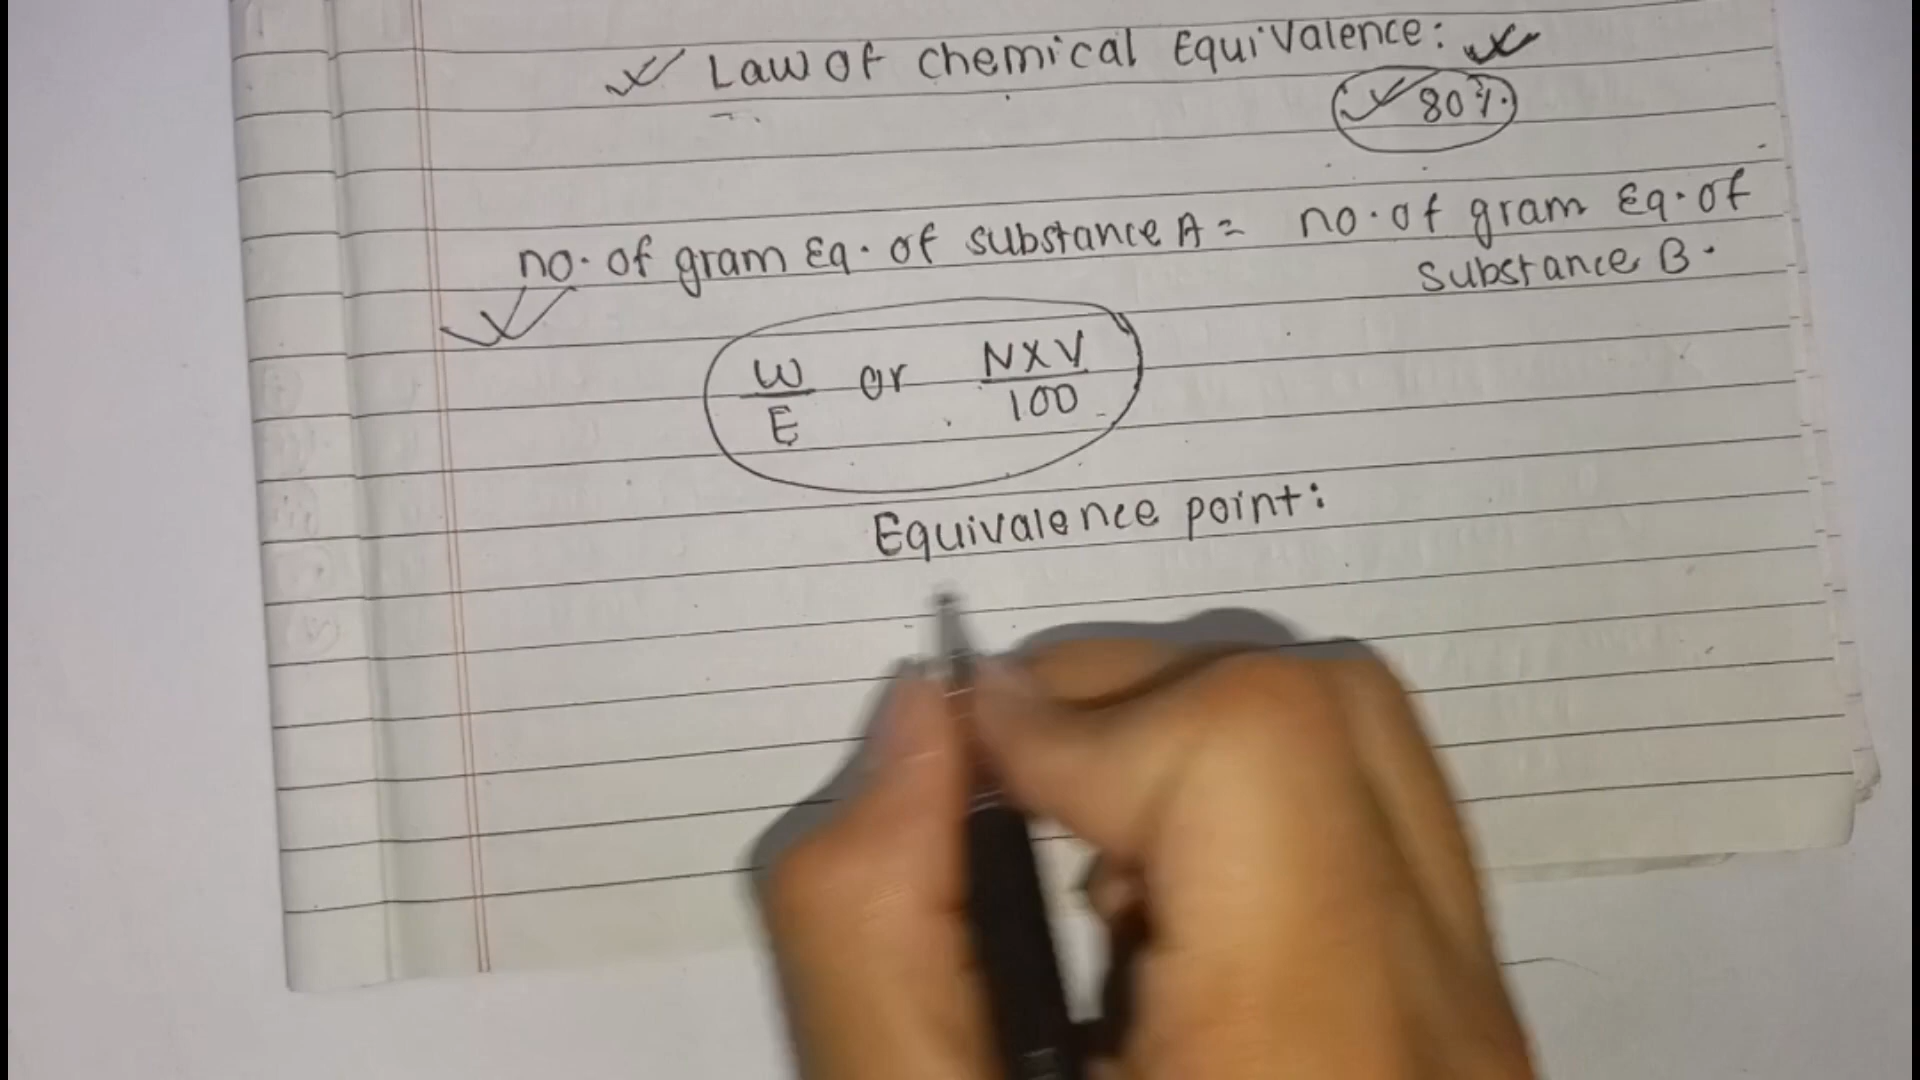 Law of chemical Equivalence:
80%
no. of gram Eq. of substance A = no. of gram Eq. of
substance B.
W/E or N×V/100
Equivalence point: